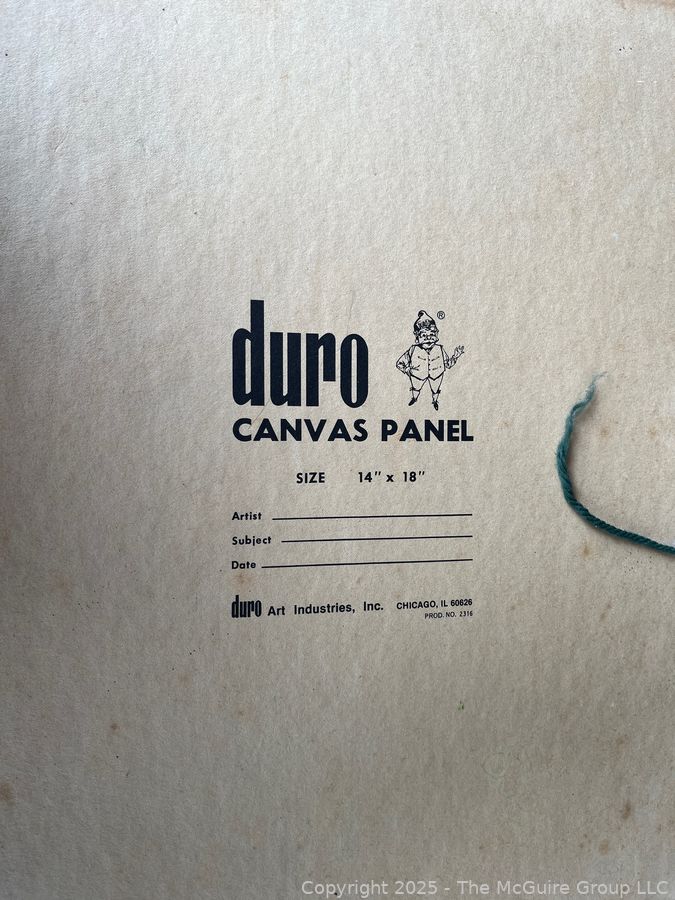 duro ®
CANVAS PANEL
SIZE 14" x 18"
Artist
Subject
Date
duro Art Industries, Inc. CHICAGO, IL 60626
PROD. NO. 2316
Copyright 2025 - The McGuire Group LLC